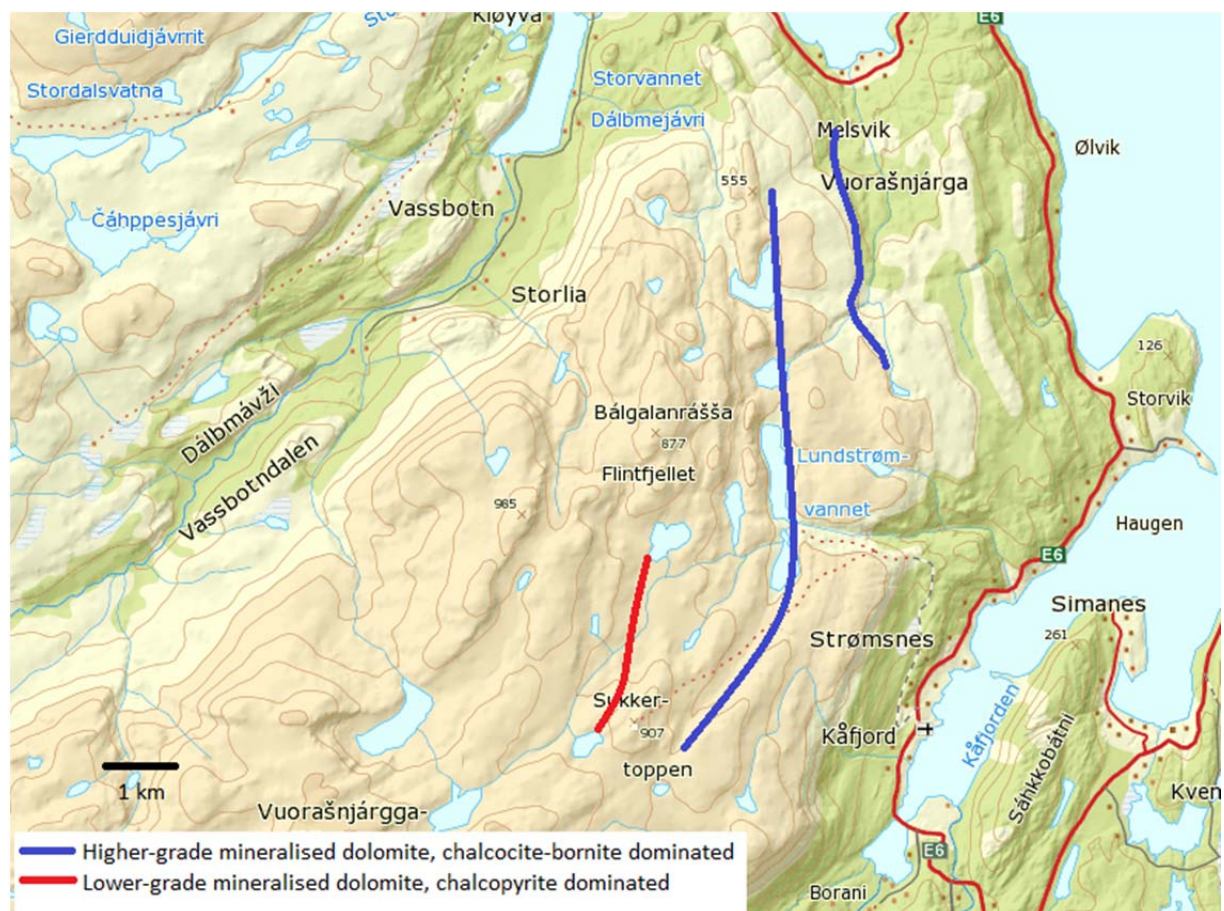 Kløyva
E6
Gierdduidjávrrit
Stordalsvatna
Storvannet
Dálbmejávri
Melsvik
Ølvik
555
Vuorašnjárga
Vassbotn
Čáhppesjávri
Storlia
126
Storvik
Bálgalanrášša
877
Dálbmávži
Flintfjellet
Lundstrøm-
Vassbotndalen
985
vannet
Haugen
E6
Simanes
Strømsnes
261
Sukker-
907
Kåfjord
Kåfjorden
Sáhkkobátni
toppen
1 km
Kven
Vuorašnjárgga-
Higher-grade mineralised dolomite, chalcocite-bornite dominated
E6
Lower-grade mineralised dolomite, chalcopyrite dominated
Borani